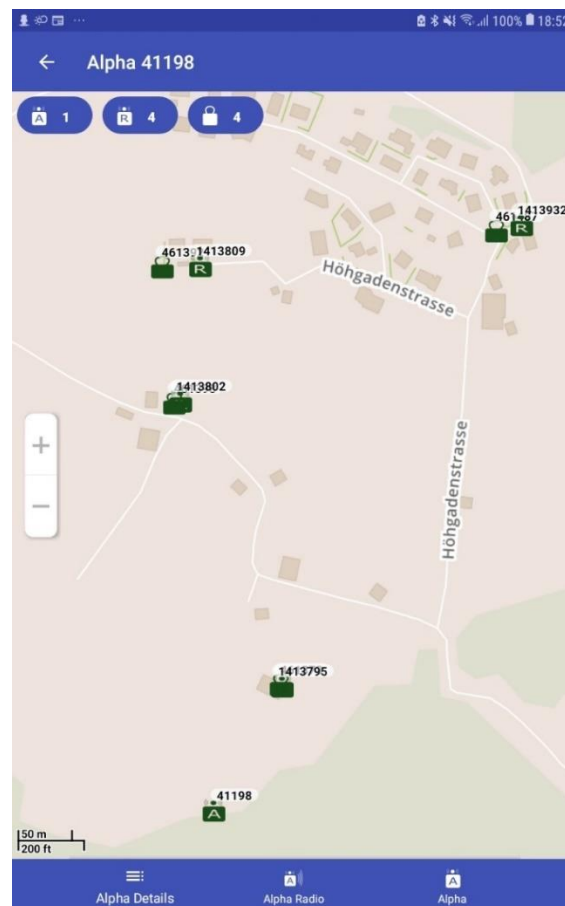 100% 18:52
Alpha 41198
A 1
R 4
4
1413932
R
1413809
R
Höhgadenstrasse
1413802
Höhgadenstrasse
1413795
41198
A
50 m
200 ft
A
A
Alpha Details
Alpha Radio
Alpha